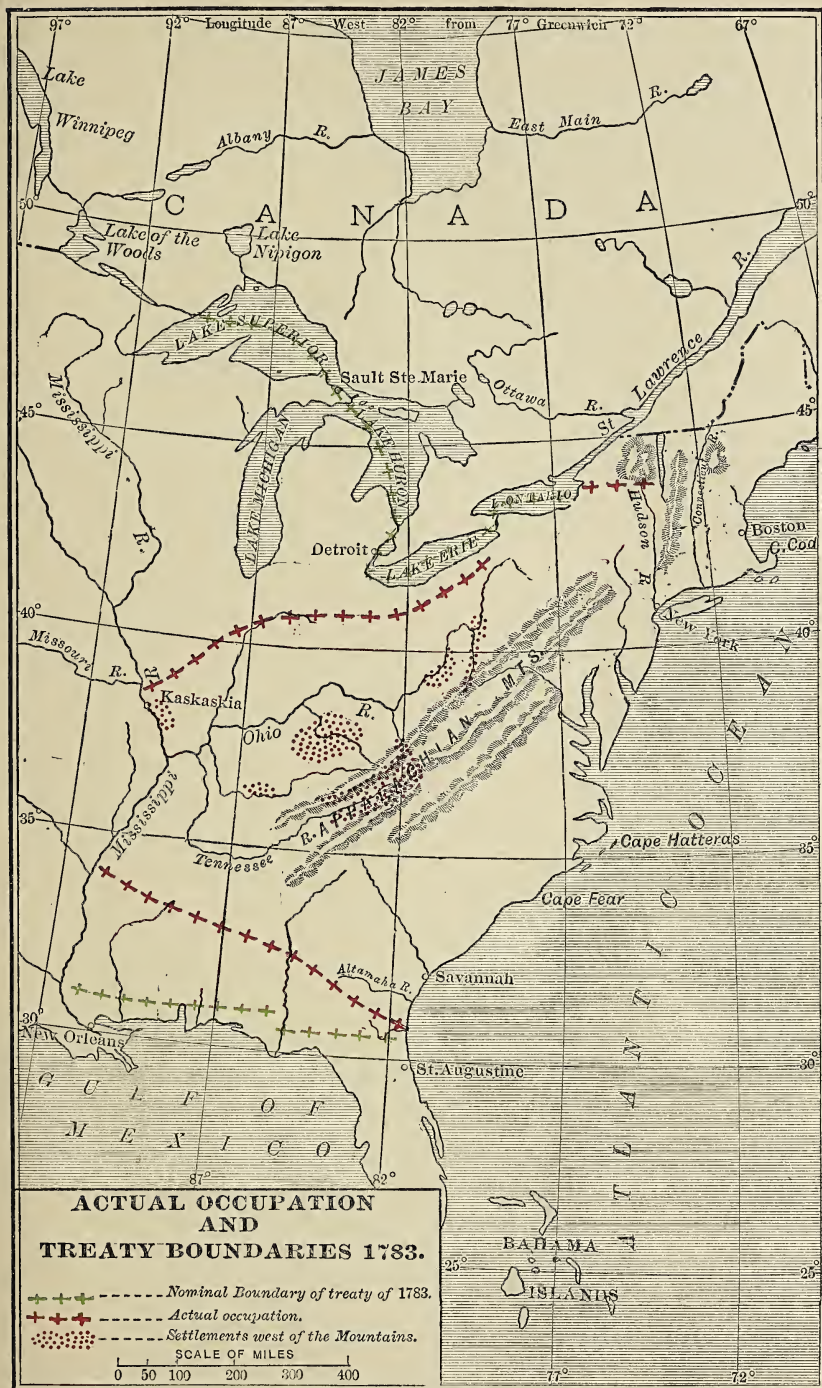 97° 92° Longitude 87° West 82° from 77° Greenwich 72° 67°
JAMES
BAY
Lake
Winnipeg
Albany R.
East Main R.
50° CANADA 50°
Lake of the
Woods
Lake
Nipigon
LAKE SUPERIOR
Sault Ste. Marie
Ottawa R.
St. Lawrence R.
45° 45°
Mississippi R.
LAKE MICHIGAN
LAKE HURON
L. ONTARIO
Hudson R.
Connecticut R.
Boston
C. Cod
Detroit
LAKE ERIE
40° 40°
New York
Missouri R.
R.
Kaskaskia
Ohio R.
APPALACHIAN MTS.
Mississippi
35° 35°
Tennessee R.
Cape Hatteras
Cape Fear
Altamaha R.
Savannah
30° 30°
New Orleans
St. Augustine
GULF OF
MEXICO
ATLANTIC OCEAN
87° 82°
BAHAMA
ISLANDS
25° 25°
77° 72°
ACTUAL OCCUPATION
AND
TREATY BOUNDARIES 1783.
Nominal Boundary of treaty of 1783.
Actual occupation.
Settlements west of the Mountains.
SCALE OF MILES
0 50 100 200 300 400